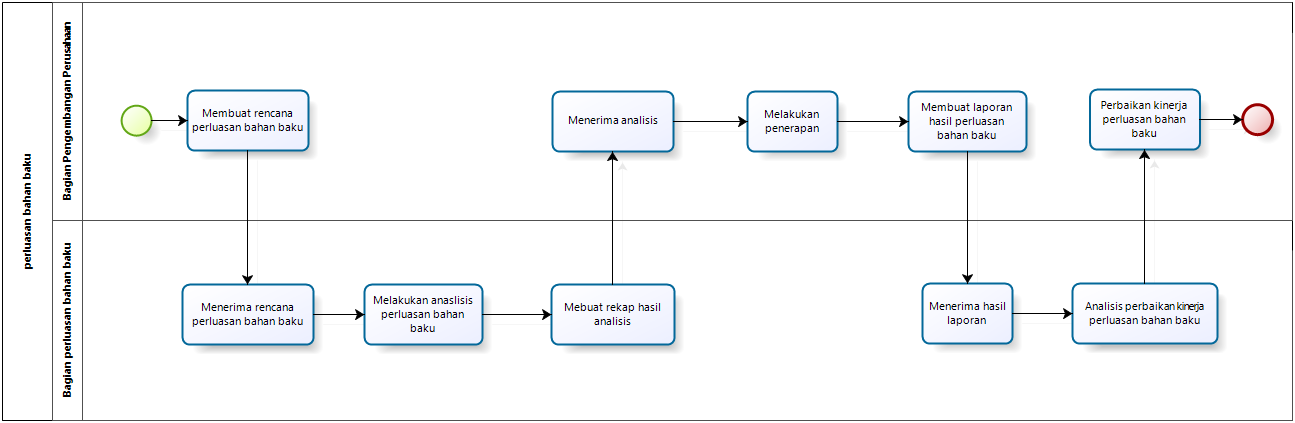 perluasan bahan baku
Bagian Pengembangan Perusahaan
Membuat rencana
perluasan bahan baku
Menerima analisis
Melakukan
penerapan
Membuat laporan
hasil perluasan
bahan baku
Perbaikan kinerja
perluasan bahan
baku
Bagian perluasan bahan baku
Menerima rencana
perluasan bahan baku
Melakukan anaslisis
perluasan bahan
baku
Mebuat rekap hasil
analisis
Menerima hasil
laporan
Analisis perbaikan kinerja
perluasan bahan baku